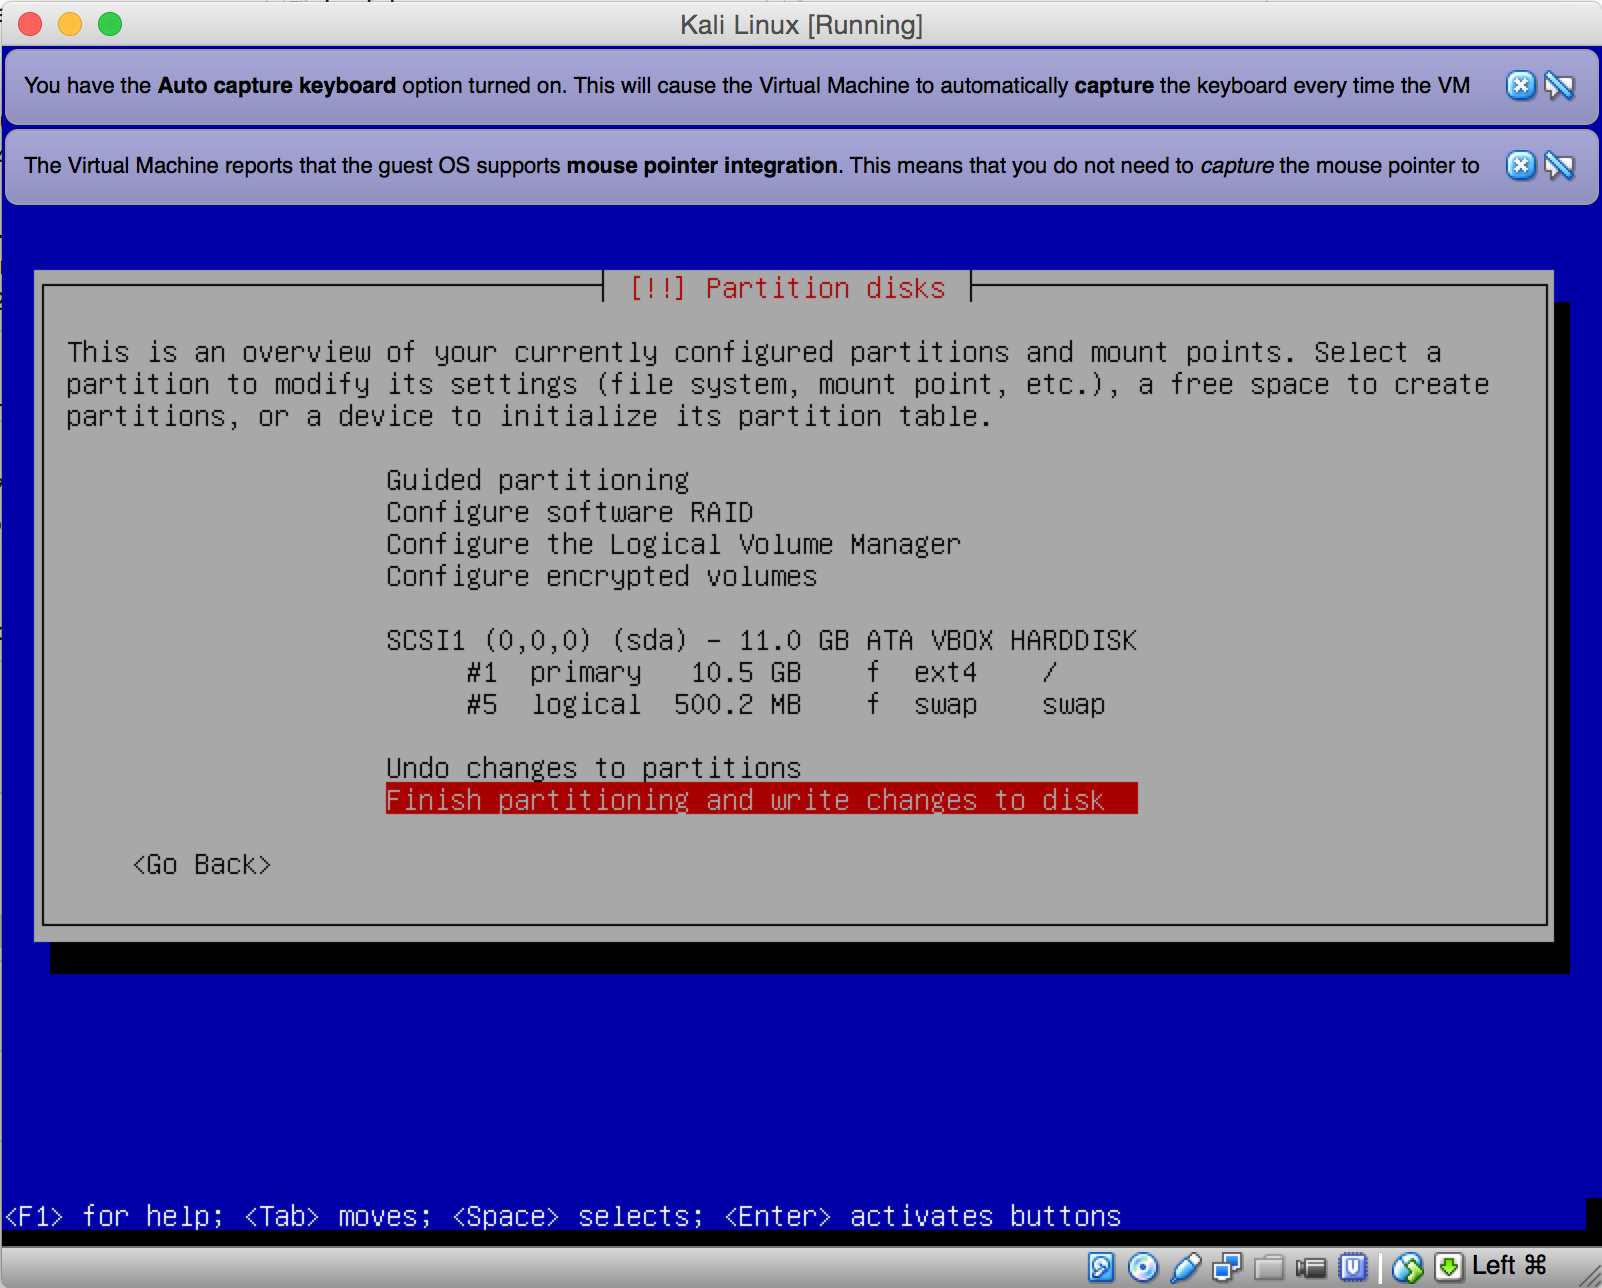 Kali Linux [Running]
You have the Auto capture keyboard option turned on. This will cause the Virtual Machine to automatically capture the keyboard every time the VM
The Virtual Machine reports that the guest OS supports mouse pointer integration. This means that you do not need to capture the mouse pointer to
[!!] Partition disks
This is an overview of your currently configured partitions and mount points. Select a
partition to modify its settings (file system, mount point, etc.), a free space to create
partitions, or a device to initialize its partition table.
Guided partitioning
Configure software RAID
Configure the Logical Volume Manager
Configure encrypted volumes
SCSI1 (0,0,0) (sda) - 11.0 GB ATA VBOX HARDDISK
#1 primary 10.5 GB f ext4 /
#5 logical 500.2 MB f swap swap
Undo changes to partitions
Finish partitioning and write changes to disk
<Go Back>
<F1> for help; <Tab> moves; <Space> selects; <Enter> activates buttons
Left ⌘